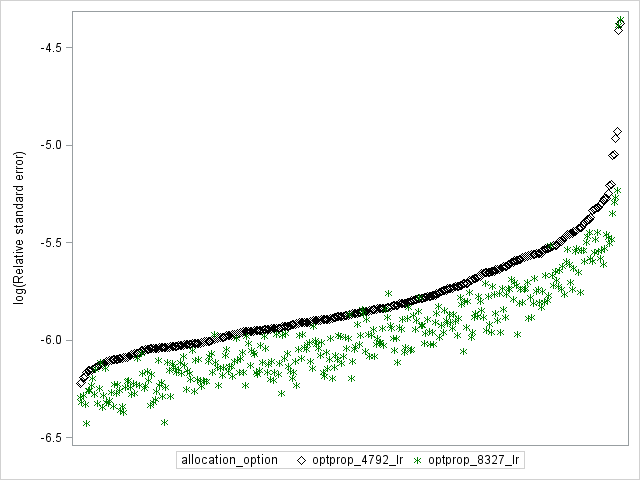 log(Relative standard error)
-4.5
-5.0
-5.5
-6.0
-6.5
allocation_option ◇ optprop_4792_lr ✳ optprop_8327_lr